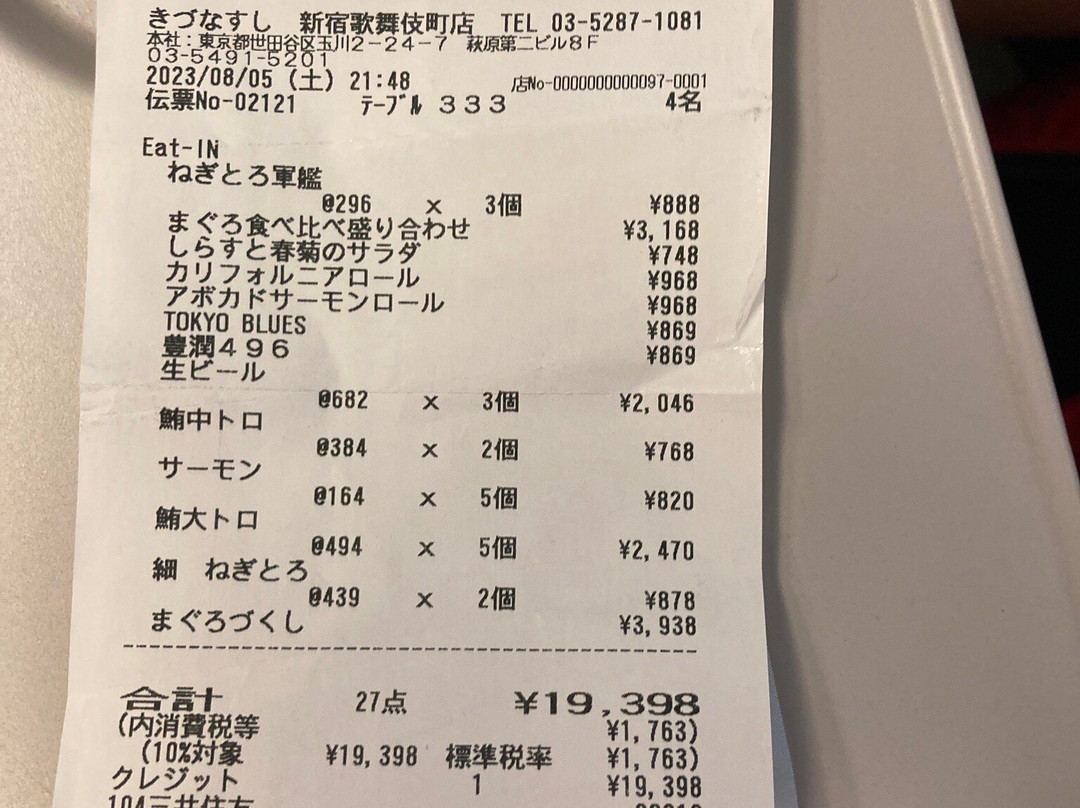 きづなすし 新宿歌舞伎町店 TEL 03-5287-1081
本社：東京都世田谷区玉川2-24-7 萩原第二ビル8F
03-5491-5201
2023/08/05（土）21:48 店No-0000000000097-0001
伝票No-02121 テーブル ３３３ 4名
Eat-IN
ねぎとろ軍艦
@296 x 3個 ¥888
まぐろ食べ比べ盛り合わせ ¥3,168
しらすと春菊のサラダ ¥748
カリフォルニアロール ¥968
アボカドサーモンロール ¥968
TOKYO BLUES ¥869
豊潤４９６ ¥869
生ビール
@682 x 3個 ¥2,046
鮪中トロ
@384 x 2個 ¥768
サーモン
@164 x 5個 ¥820
鮪大トロ
@494 x 5個 ¥2,470
細 ねぎとろ
@439 x 2個 ¥878
まぐろづくし ¥3,938
合計 27点 ¥19,398
(内消費税等 ¥1,763)
(10%対象 ¥19,398 標準税率 ¥1,763)
クレジット 1 ¥19,398
104三井住友